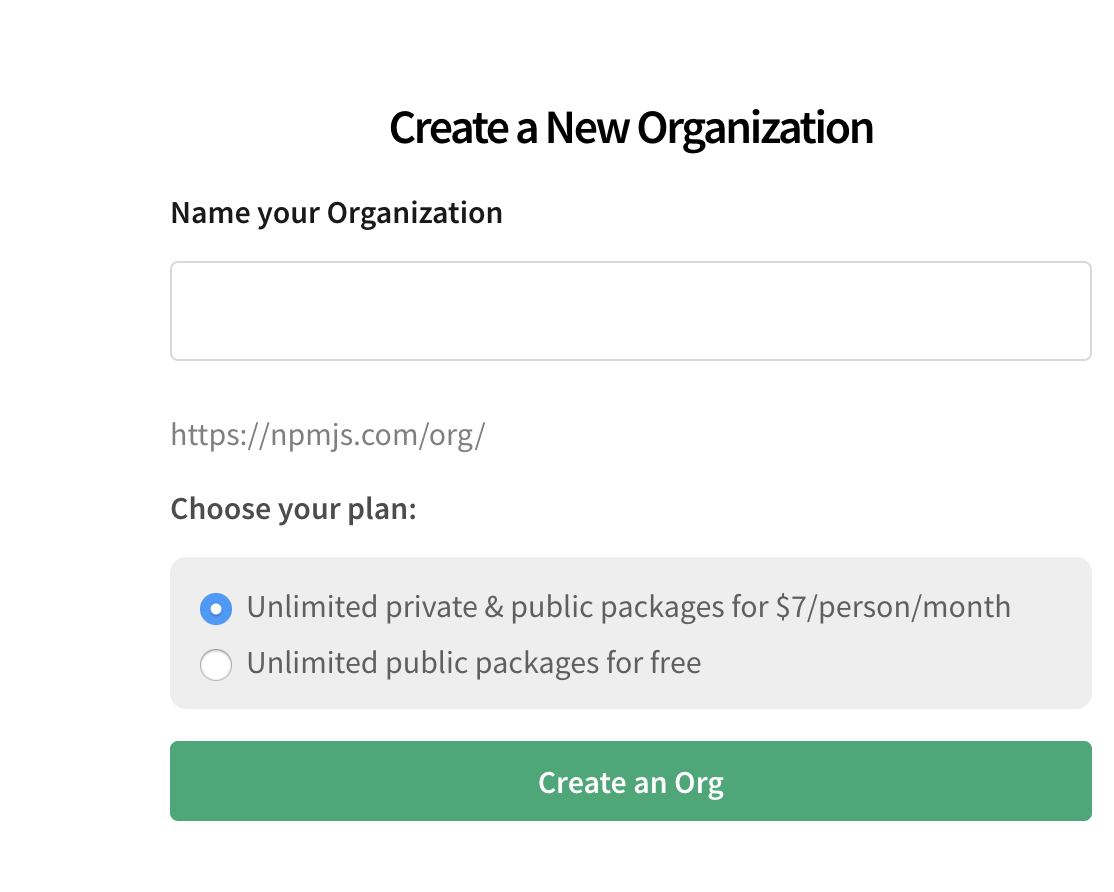 Create a New Organization
Name your Organization
https://npmjs.com/org/
Choose your plan:
Unlimited private & public packages for $7/person/month
Unlimited public packages for free
Create an Org